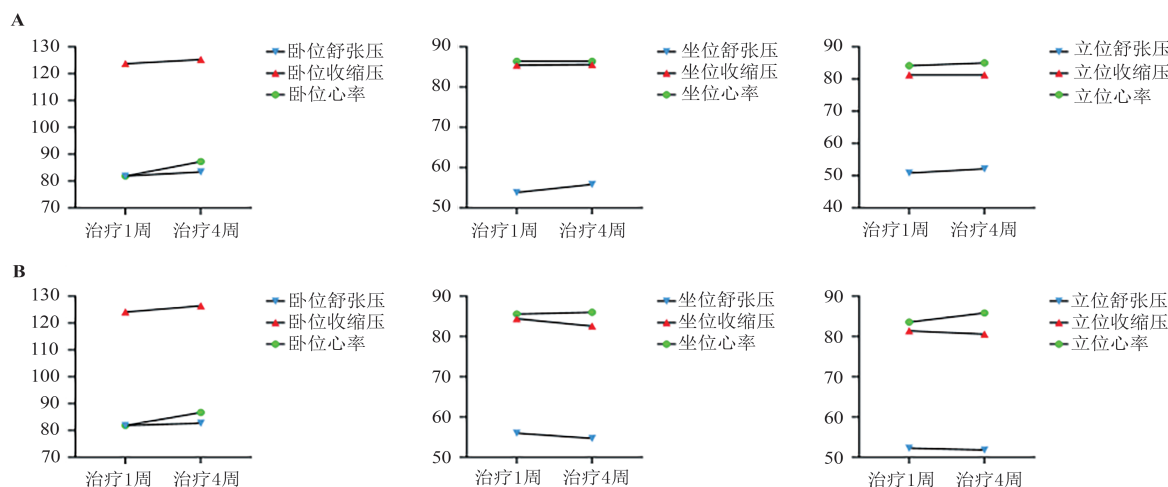 A
130
120
110
100
90
80
70
治疗1周
治疗4周
卧位舒张压
卧位收缩压
卧位心率
90
80
70
60
50
治疗1周
治疗4周
坐位舒张压
坐位收缩压
坐位心率
90
80
70
60
50
40
治疗1周
治疗4周
立位舒张压
立位收缩压
立位心率
B
130
120
110
100
90
80
70
治疗1周
治疗4周
卧位舒张压
卧位收缩压
卧位心率
90
80
70
60
50
治疗1周
治疗4周
坐位舒张压
坐位收缩压
坐位心率
90
80
70
60
50
治疗1周
治疗4周
立位舒张压
立位收缩压
立位心率